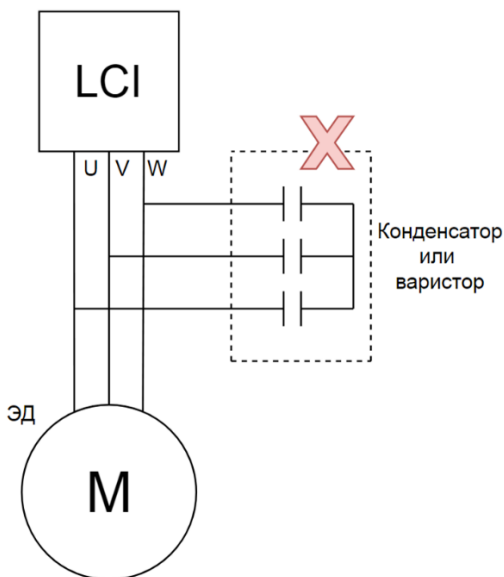 LCI
U V W
Конденсатор
или
варистор
ЭД
M